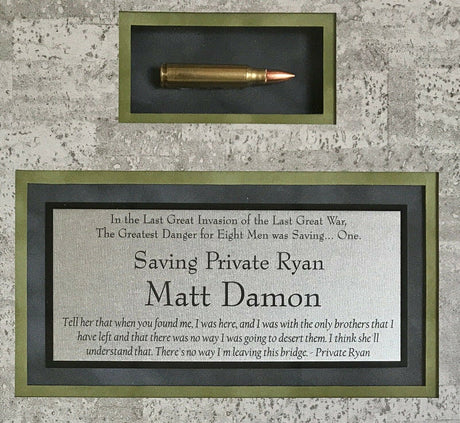 In the Last Great Invasion of the Last Great War,
The Greatest Danger for Eight Men was Saving... One.
Saving Private Ryan
Matt Damon
Tell her that when you found me, I was here, and I was with the only brothers that I
have left and that there was no way I was going to desert them. I think she'll
understand that. There's no way I'm leaving this bridge. - Private Ryan